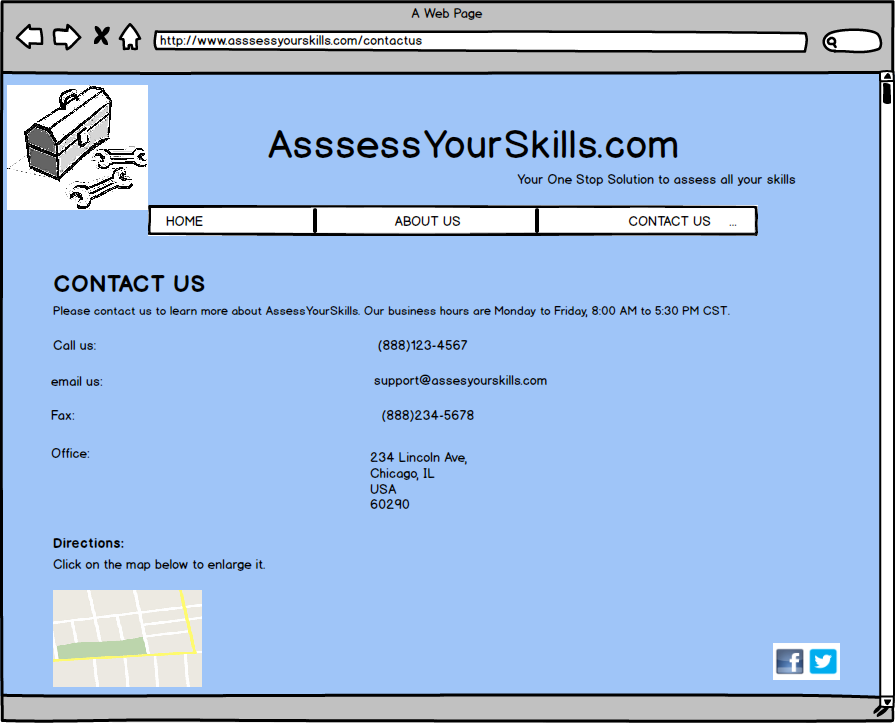 A Web Page
http://www.asssessyourskills.com/contactus
AsssessYourSkills.com
Your One Stop Solution to assess all your skills
HOME ABOUT US CONTACT US ...
CONTACT US
Please contact us to learn more about AssessYourSkills. Our business hours are Monday to Friday, 8:00 AM to 5:30 PM CST.
Call us: (888)123-4567
email us: support@assesyourskills.com
Fax: (888)234-5678
Office: 234 Lincoln Ave,
Chicago, IL
USA
60290
Directions:
Click on the map below to enlarge it.
f